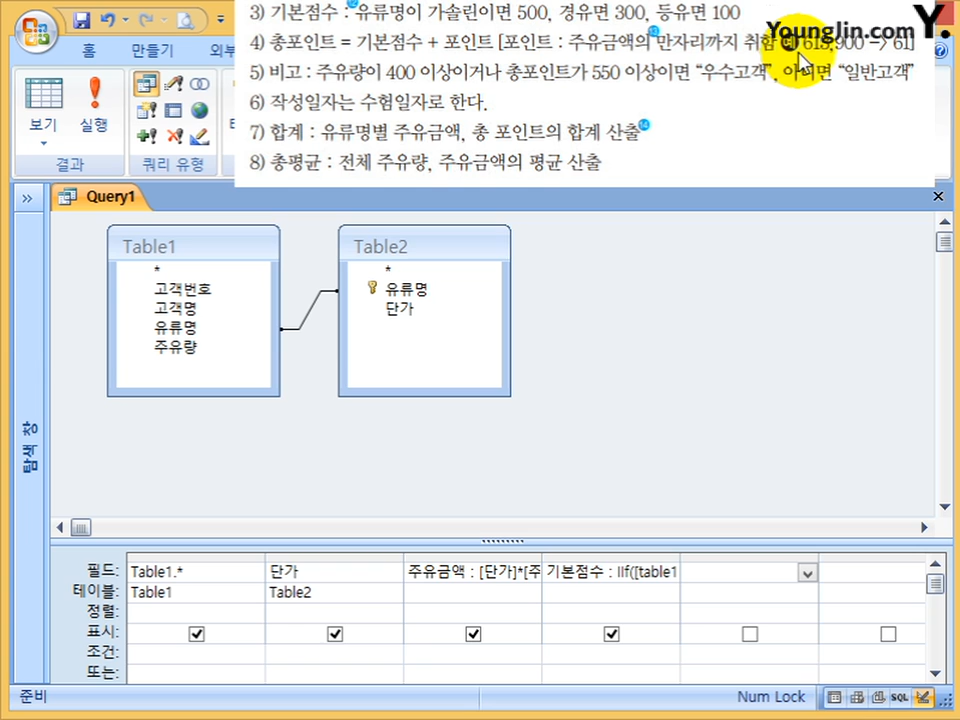 3) 기본점수 : 유류명이 가솔린이면 500, 경유면 300, 등유면 100
YoungJin.com Y.
4) 총포인트 = 기본점수 + 포인트 [포인트 : 주유금액의 만자리까지 취함 예 619,900 -> 61]
5) 비고 : 주유량이 400 이상이거나 총포인트가 550 이상이면 “우수고객”, 아니면 “일반고객”
6) 작성일자는 수험일자로 한다.
7) 합계 : 유류명별 주유금액, 총 포인트의 합계 산출
8) 총평균 : 전체 주유량, 주유금액의 평균 산출
홈 만들기 외부
보기 실행
결과 쿼리 유형
Query1
탐색 창
Table1 Table2
* *
고객번호 유류명
고객명 단가
유류명
주유량
필드: Table1.* 단가 주유금액 : [단가]*[주 기본점수 : IIf([table1
테이블: Table1 Table2
정렬:
표시:
조건:
또는:
준비 Num Lock SQL